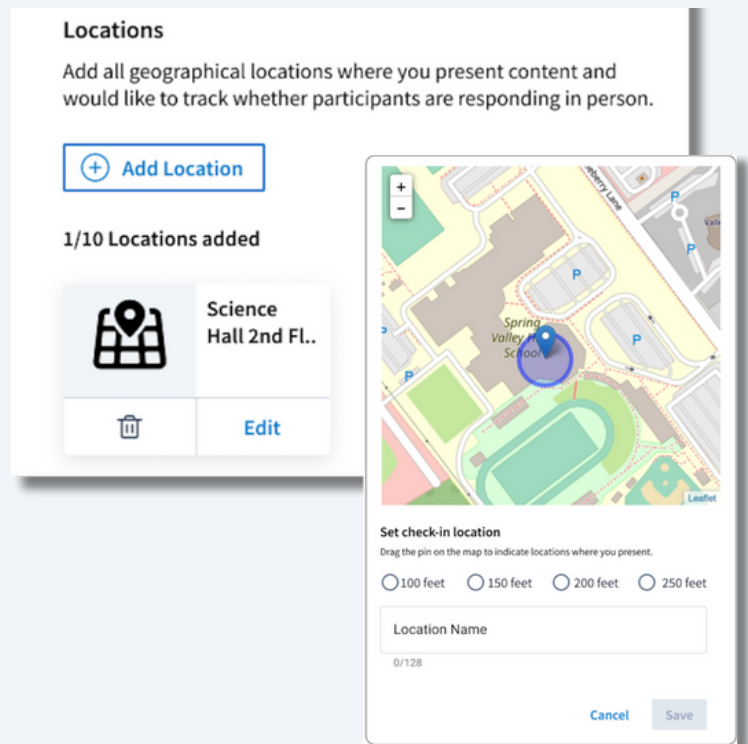 Locations
Add all geographical locations where you present content and
would like to track whether participants are responding in person.
Add Location
1/10 Locations added
Science
Hall 2nd Fl..
Edit
+
-
P
P
P
P
P
Spring
Valley
School
Leaflet
Set check-in location
Drag the pin on the map to indicate locations where you present.
100 feet
150 feet
200 feet
250 feet
Location Name
0/128
Cancel
Save